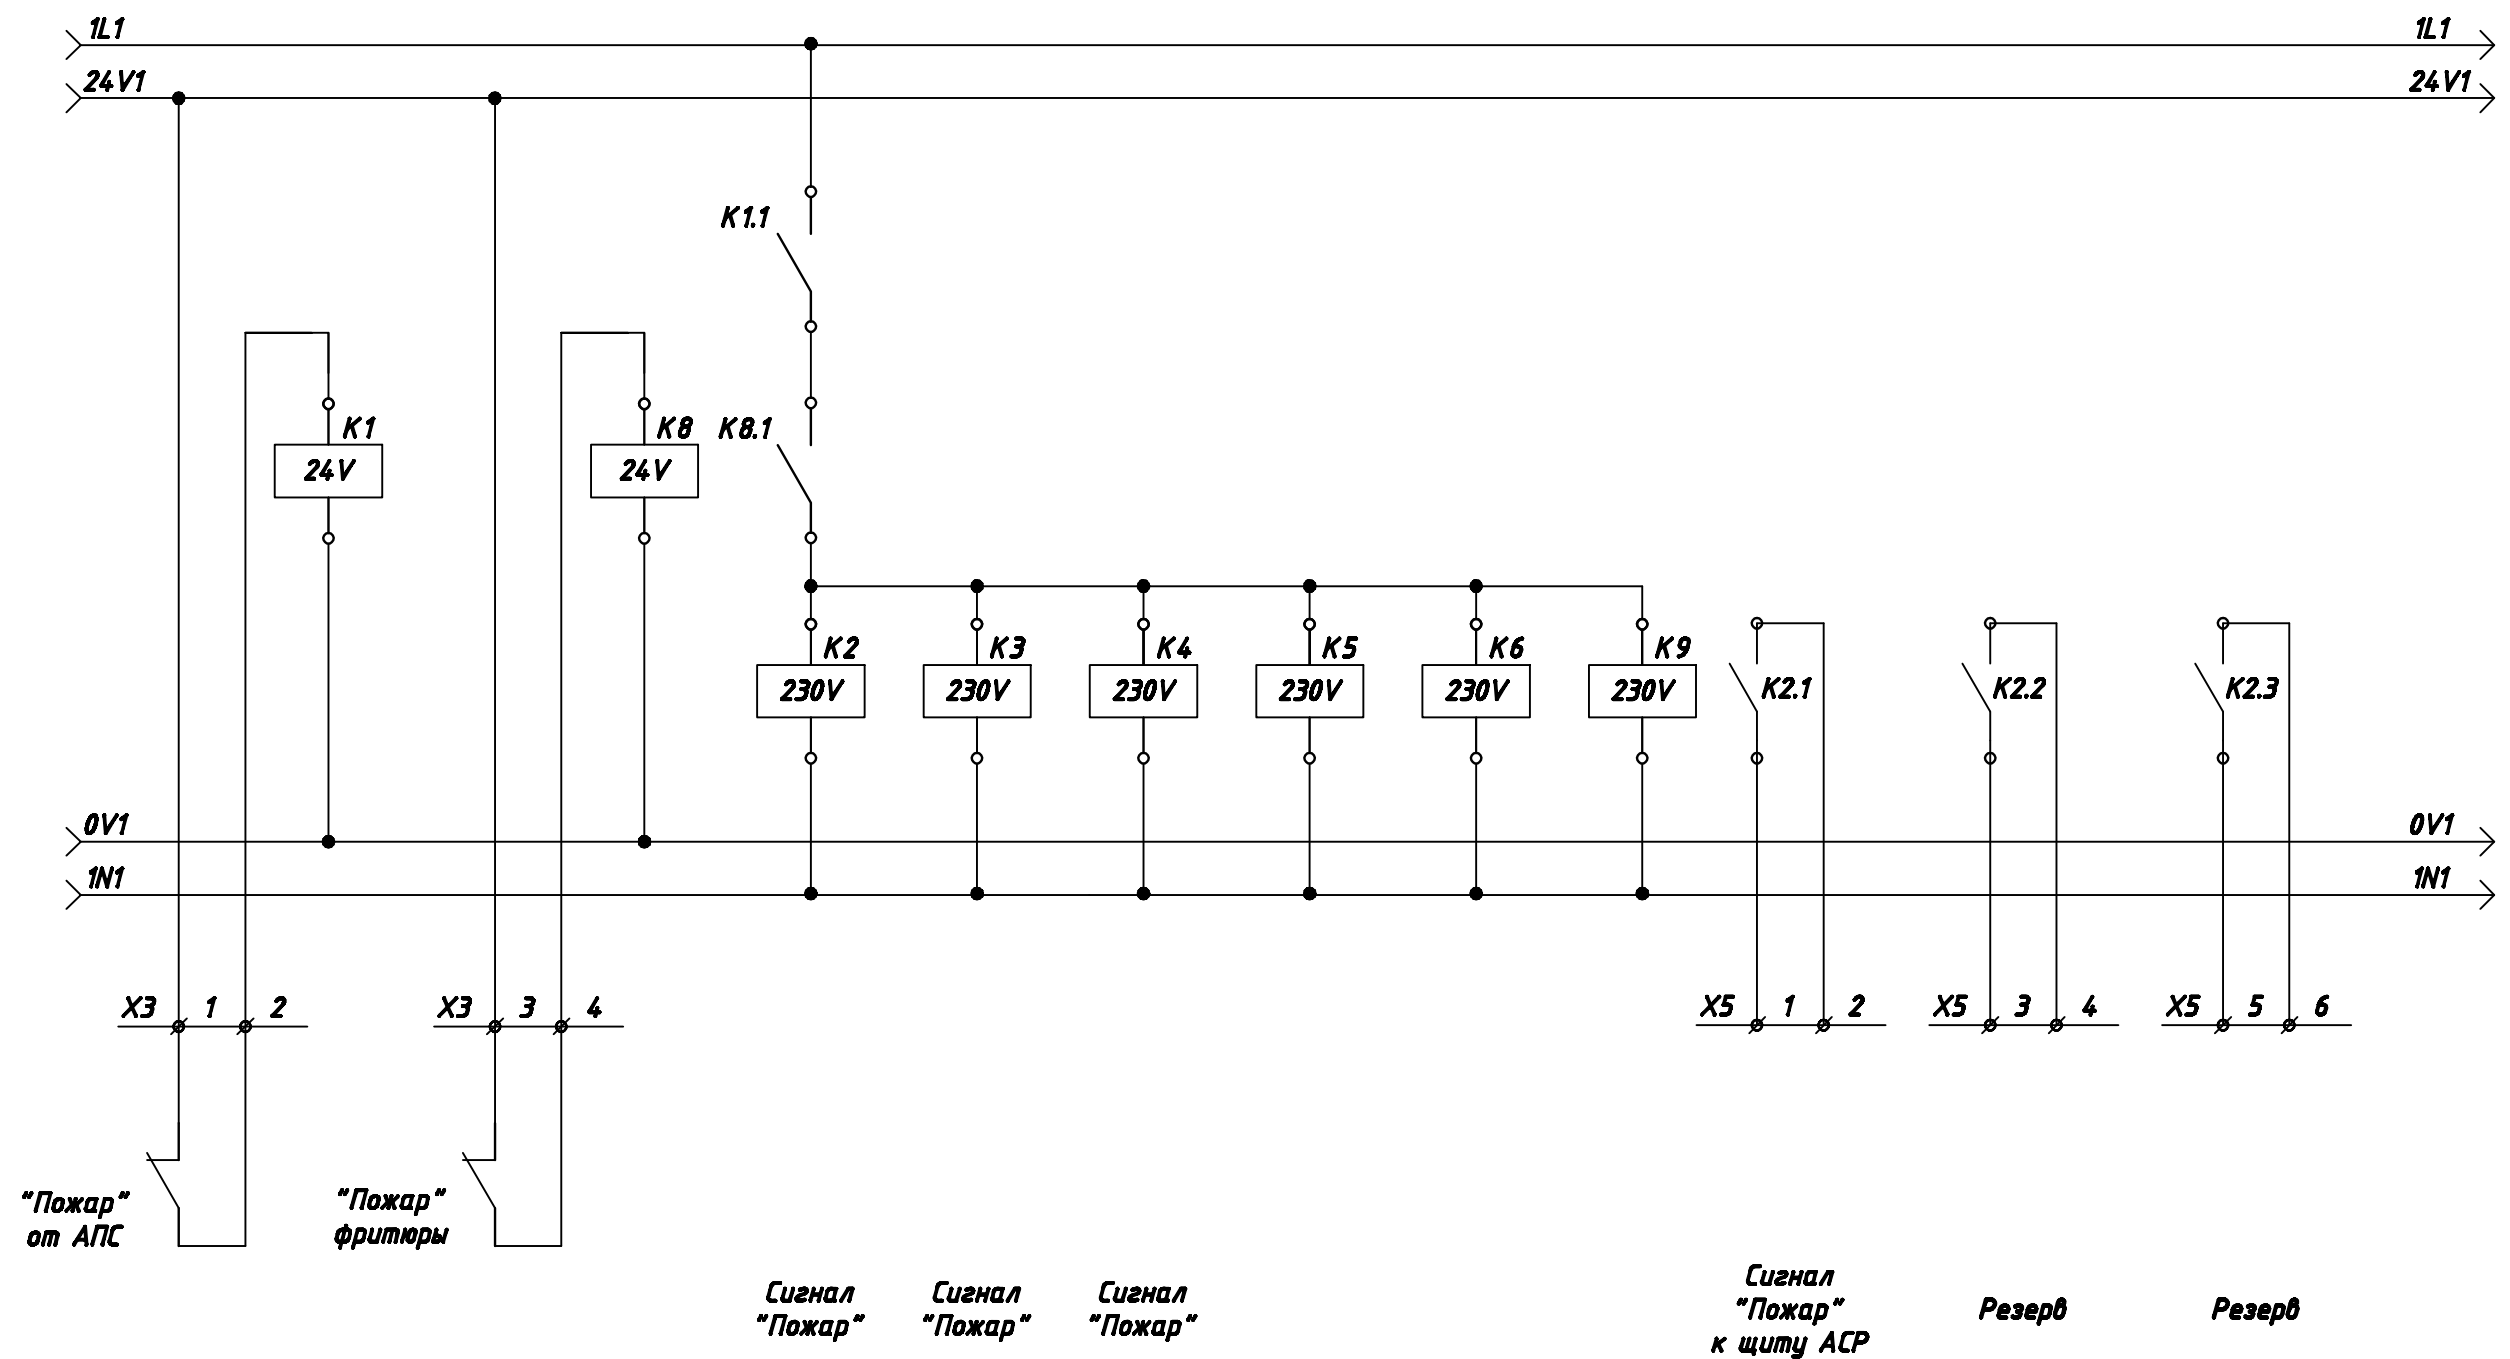 1L1
1L1
24V1
24V1
K1.1
K1
24V
K8
24V
K8.1
K2
230V
K3
230V
K4
230V
K5
230V
K6
230V
K9
230V
K2.1
K2.2
K2.3
0V1
0V1
1N1
1N1
X3 1 2
X3 3 4
X5 1 2
X5 3 4
X5 5 6
"Пожар"
от АПС
"Пожар"
фритюры
Сигнал
"Пожар"
Сигнал
"Пожар"
Сигнал
"Пожар"
Сигнал
"Пожар"
к щиту АСР
Резерв
Резерв